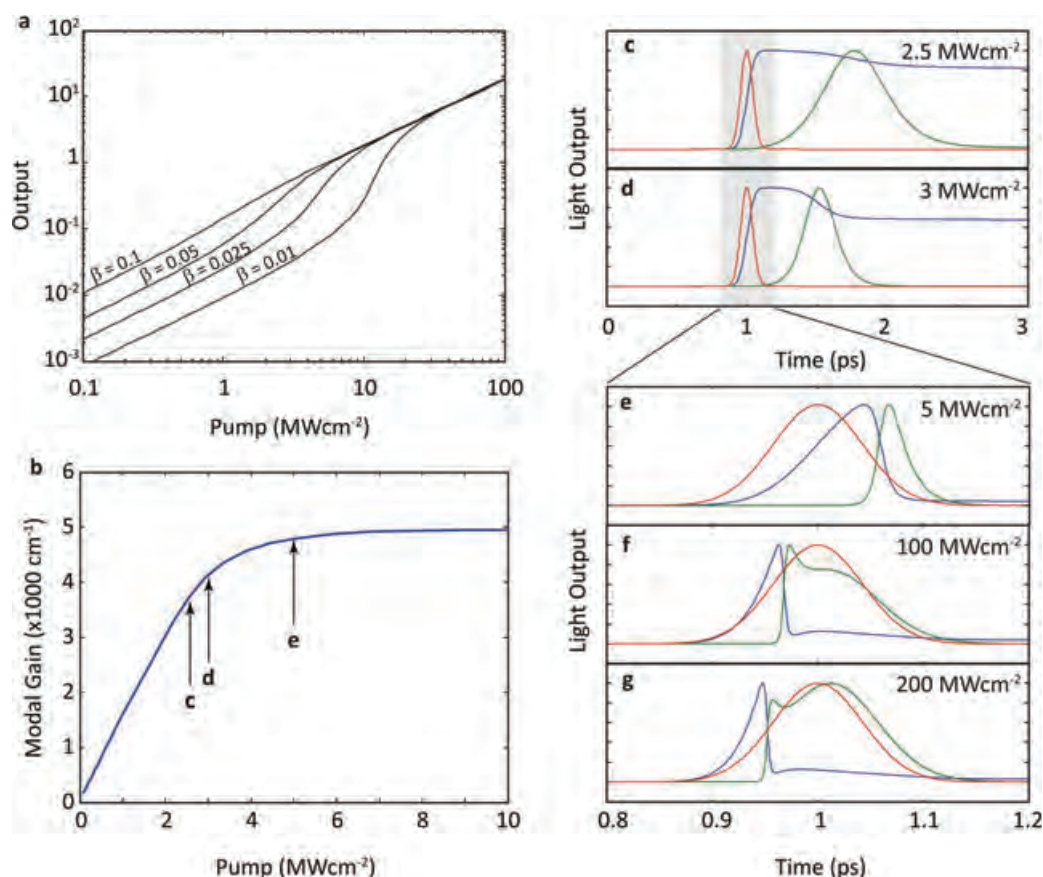 a
10²
10¹
1
10⁻¹
10⁻²
10⁻³
Output
β = 0.1
β = 0.05
β = 0.025
β = 0.01
0.1
1
10
100
Pump (MWcm⁻²)
b
6
5
4
3
2
1
0
Modal Gain (x1000 cm⁻¹)
c
d
e
0
2
4
6
8
10
Pump (MWcm⁻²)
c
2.5 MWcm⁻²
d
3 MWcm⁻²
Light Output
0
1
2
3
Time (ps)
e
5 MWcm⁻²
f
100 MWcm⁻²
g
200 MWcm⁻²
Light Output
0.8
0.9
1
1.1
1.2
Time (ps)